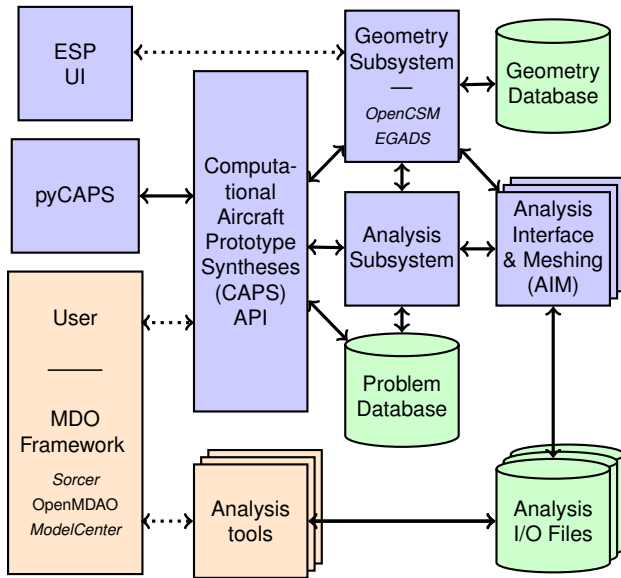 ESP
UI
Geometry
Subsystem
—
OpenCSM
EGADS
Geometry
Database
pyCAPS
Computa-
tional
Aircraft
Prototype
Syntheses
(CAPS)
API
Analysis
Subsystem
Analysis
Interface
& Meshing
(AIM)
User
MDO
Framework
Sorcer
OpenMDAO
ModelCenter
Problem
Database
Analysis
tools
Analysis
I/O Files